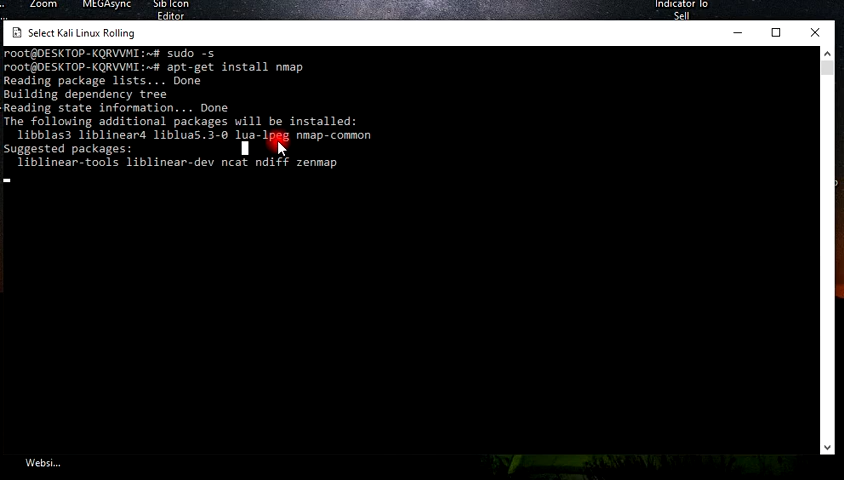 Zoom
MEGAsync
Sib Icon
Editor
Indicator To
Sell
Select Kali Linux Rolling
root@DESKTOP-KQRVVMI:~# sudo -s
root@DESKTOP-KQRVVMI:~# apt-get install nmap
Reading package lists... Done
Building dependency tree
Reading state information... Done
The following additional packages will be installed:
libblas3 liblinear4 liblua5.3-0 lua-lpeg nmap-common
Suggested packages:
liblinear-tools liblinear-dev ncat ndiff zenmap
Websi...